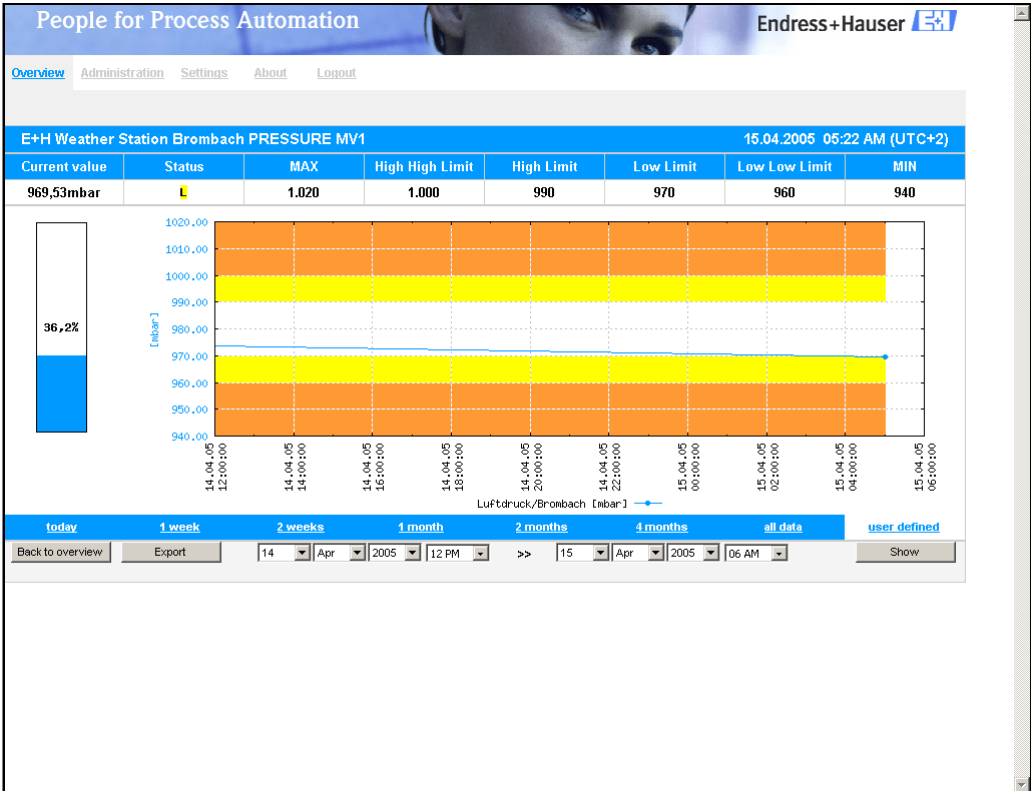 People for Process Automation
Endress+Hauser EH
Overview Administration Settings About Logout
E+H Weather Station Brombach PRESSURE MV1 15.04.2005 05:22 AM (UTC+2)
Current value Status MAX High High Limit High Limit Low Limit Low Low Limit MIN
969,53mbar L 1.020 1.000 990 970 960 940
36,2%
[mbar]
1020.00
1010.00
1000.00
990.00
980.00
970.00
960.00
950.00
940.00
14.04.05 12:00:00
14.04.05 14:00:00
14.04.05 16:00:00
14.04.05 18:00:00
14.04.05 20:00:00
14.04.05 22:00:00
15.04.05 00:00:00
15.04.05 02:00:00
15.04.05 04:00:00
15.04.05 06:00:00
Luftdruck/Brombach [mbar]
today 1 week 2 weeks 1 month 2 months 4 months all data user defined
Back to overview Export 14 Apr 2005 12 PM >> 15 Apr 2005 06 AM Show